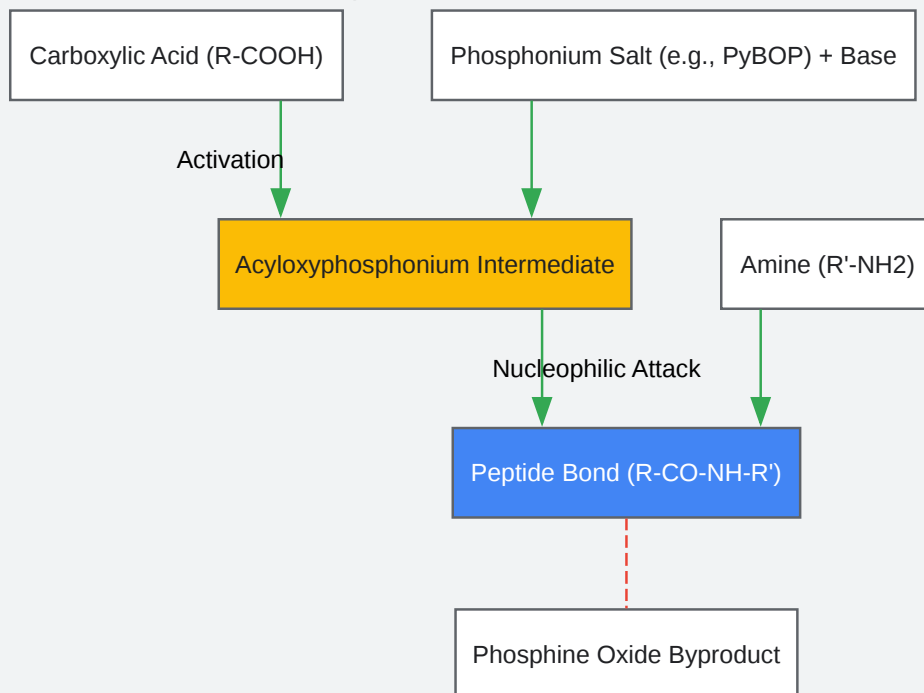 Carboxylic Acid (R-COOH)
Phosphonium Salt (e.g., PyBOP) + Base
Activation
Acyloxyphosphonium Intermediate
Amine (R'-NH2)
Nucleophilic Attack
Peptide Bond (R-CO-NH-R')
Phosphine Oxide Byproduct